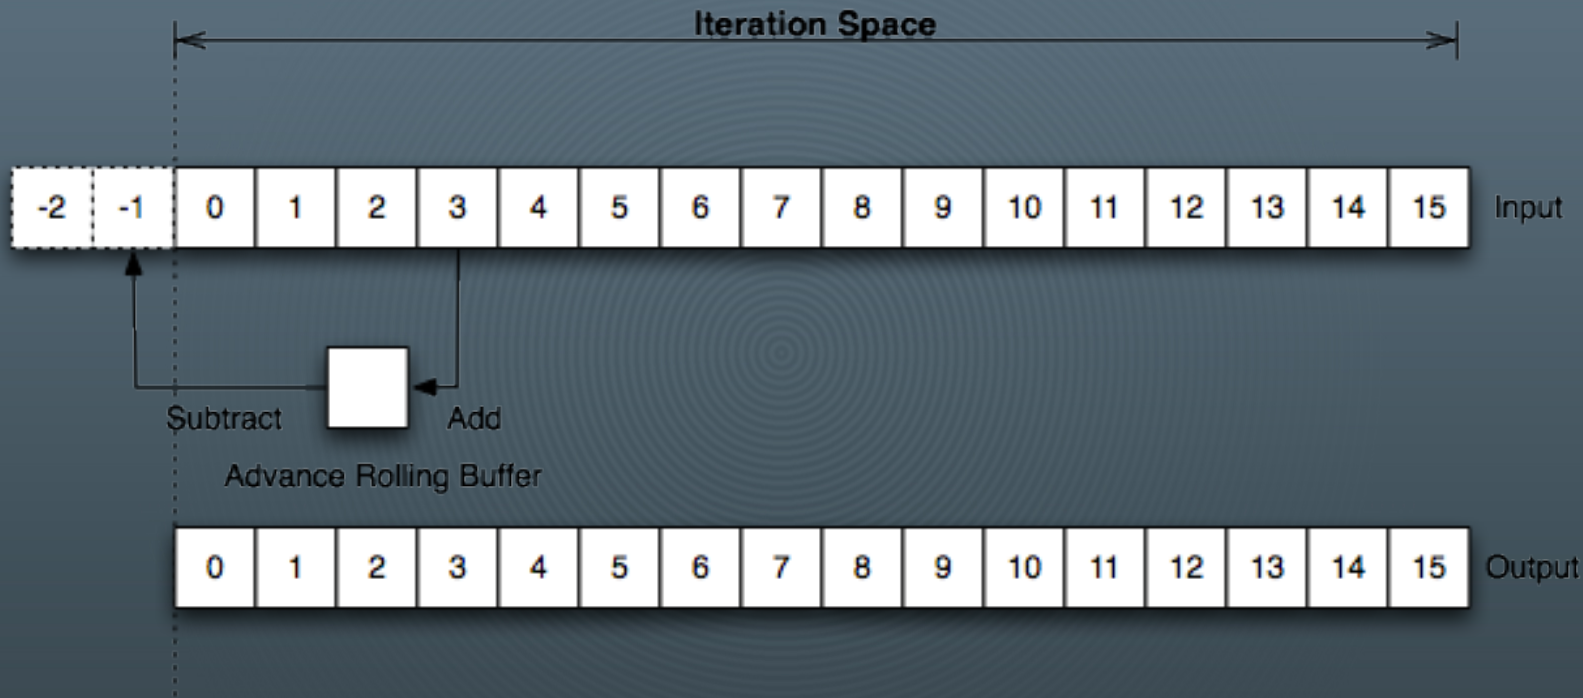 Iteration Space
-2 -1 0 1 2 3 4 5 6 7 8 9 10 11 12 13 14 15 Input
Subtract Add
Advance Rolling Buffer
0 1 2 3 4 5 6 7 8 9 10 11 12 13 14 15 Output